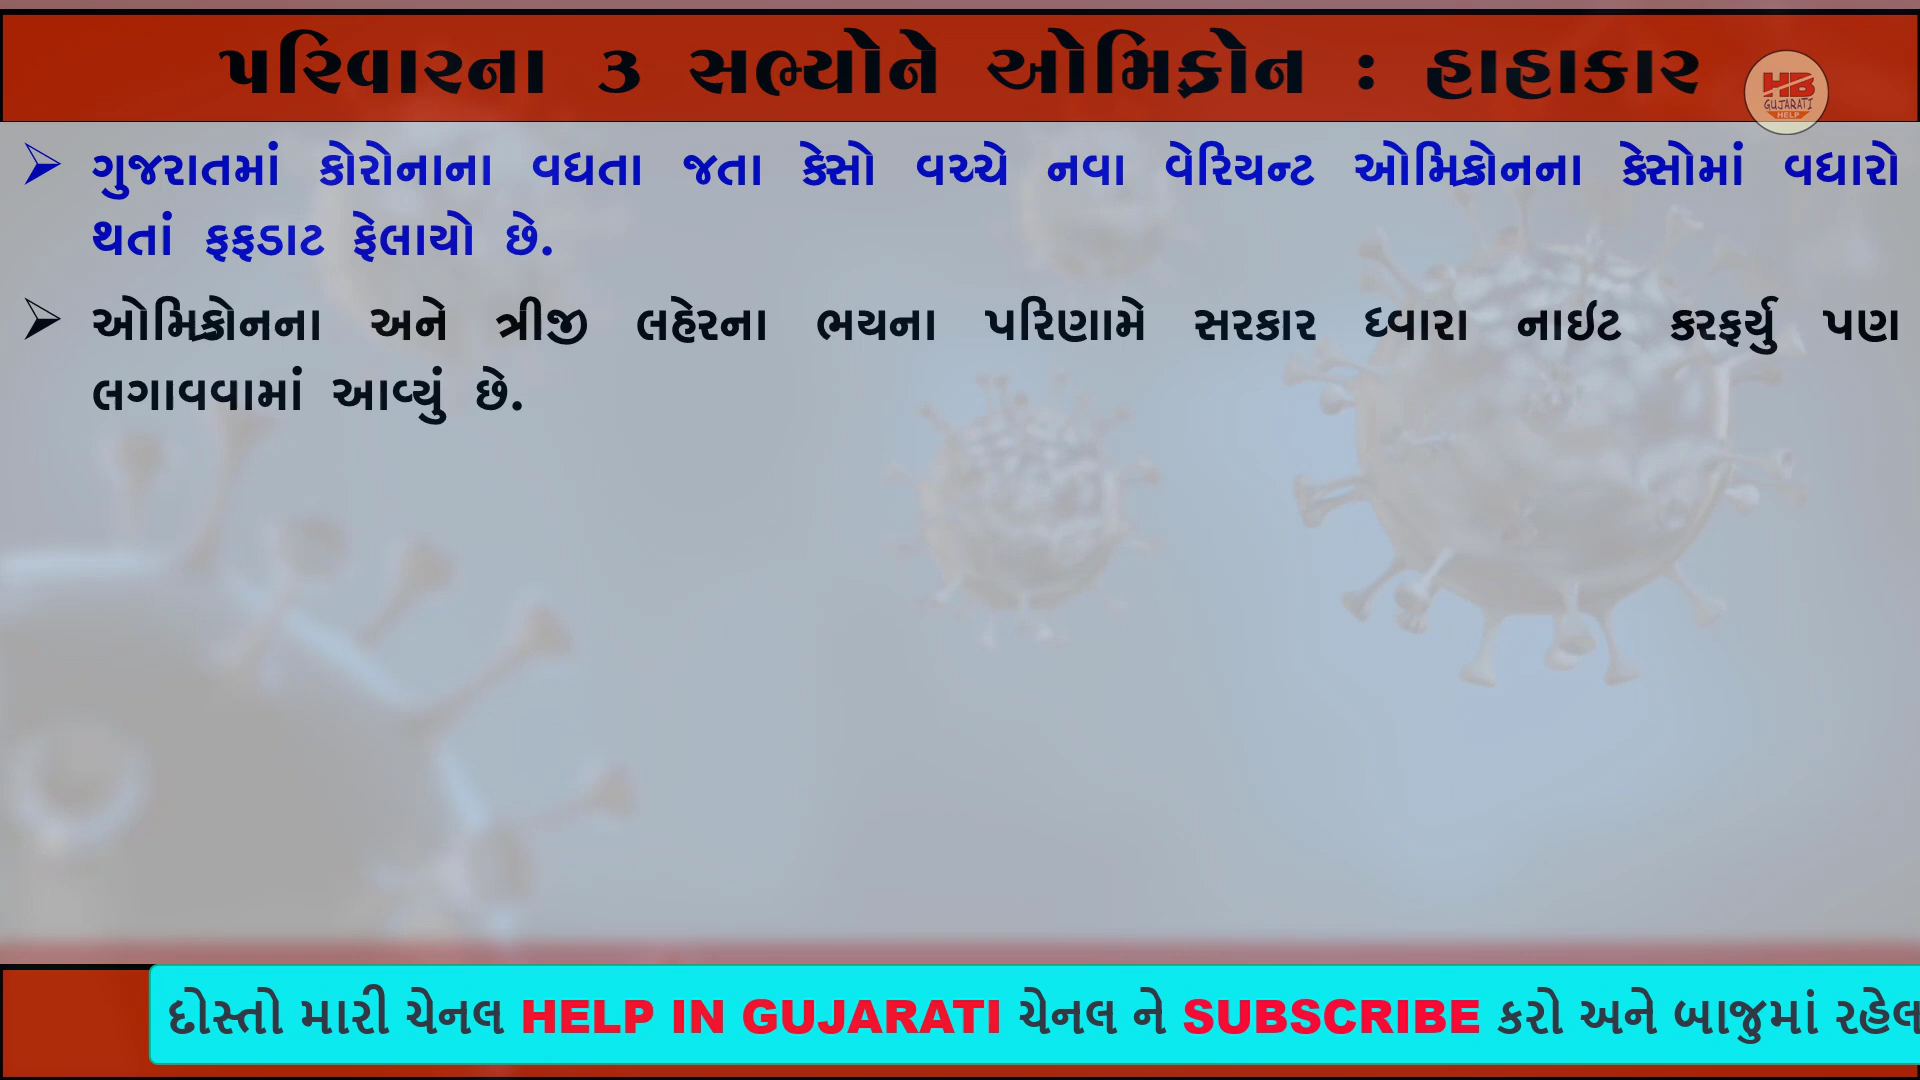 પરિવારના 3 સભ્યોને ઓમિક્રોન : હાહાકાર
HB
GUJARATI
HELP
ગુજરાતમાં કોરોનાના વધતા જતા કેસો વચ્ચે નવા વેરિયન્ટ ઓમિક્રોનના કેસોમાં વધારો
થતાં ફફડાટ ફેલાયો છે.
ઓમિક્રોનના અને ત્રીજી લહેરના ભયના પરિણામે સરકાર ધ્વારા નાઇટ કરફર્યુ પણ
લગાવવામાં આવ્યું છે.
દોસ્તો મારી ચેનલ HELP IN GUJARATI ચેનલ ને SUBSCRIBE કરો અને બાજુમાં રહેલ